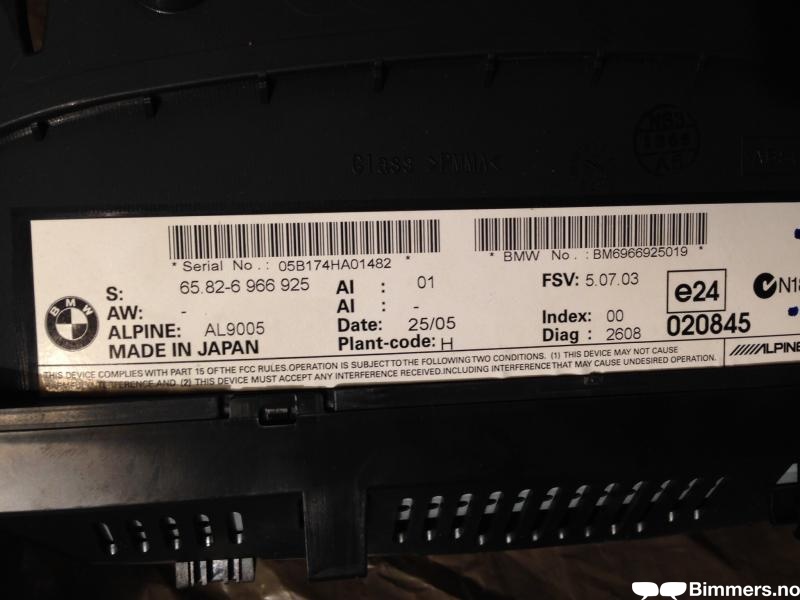 Glass >PMMA<
* Serial No.: 05B174HA01482 *
* BMW No.: BM6966925019 *
S: 65.82-6 966 925 AI : 01 FSV: 5.07.03
AW: - AI : -
ALPINE: AL9005 Date: 25/05 Index: 00
MADE IN JAPAN Plant-code: H Diag : 2608
e24
020845
BMW
ALPINE
THIS DEVICE COMPLIES WITH PART 15 OF THE FCC RULES.OPERATION IS SUBJECT TO THE FOLLOWING TWO CONDITIONS. (1) THIS DEVICE MAY NOT CAUSE
HARMFUL INTERFERENCE AND. (2) THIS DEVICE MUST ACCEPT ANY INTERFERENCE RECEIVED.INCLUDING INTERFERENCE THAT MAY CAUSE UNDESIRED OPERATION.
Bimmers.no